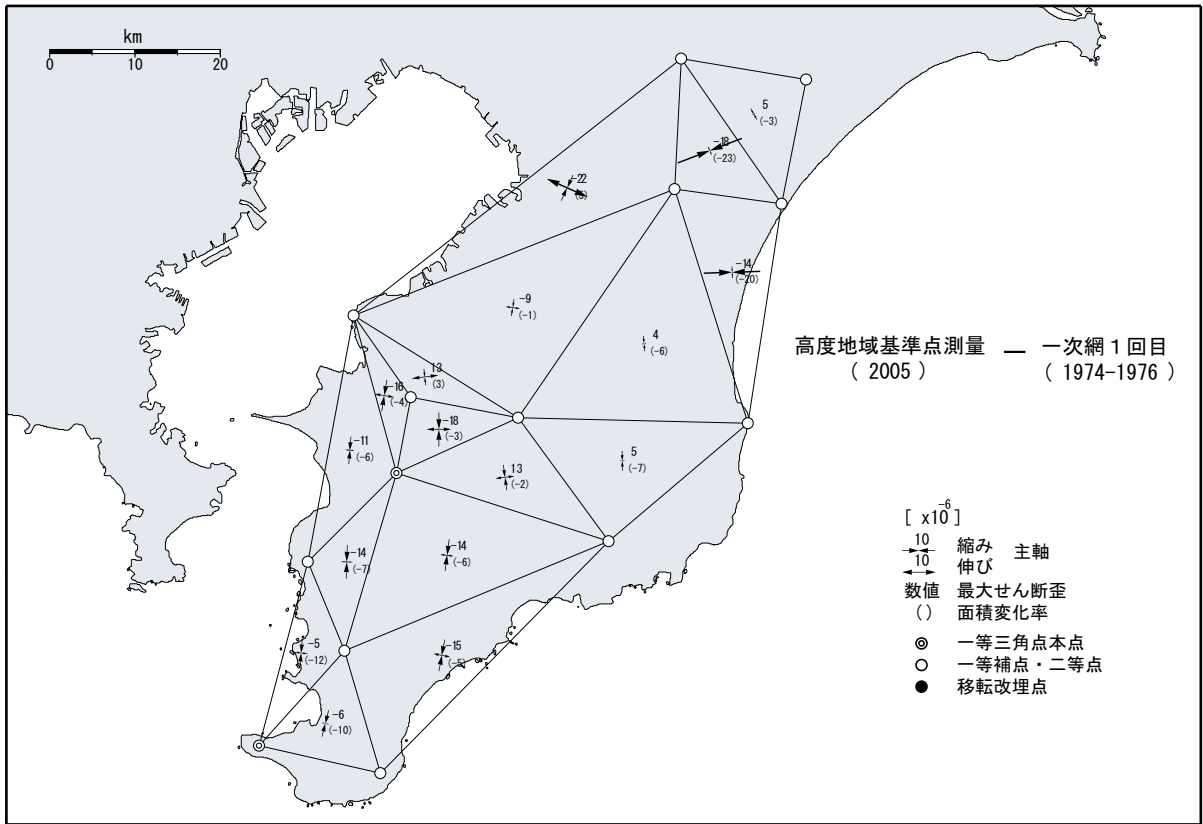 km
0 10 20
5
(-3)
-18
(-23)
-22
-14
(-20)
-9
(-1)
4
(-6)
高度地域基準点測量 — 一次網1回目
( 2005 ) ( 1974-1976 )
13
(3)
-16
(-4)
-18
(-3)
-11
(-6)
5
(-7)
13
(-2)
-14
(-7)
-14
(-6)
-5
(-12)
-15
(-5)
-6
(-10)
[ x10-6 ]
10 縮み 主軸
10 伸び
数値 最大せん断歪
() 面積変化率
◎ 一等三角点本点
○ 一等補点・二等点
● 移転改埋点